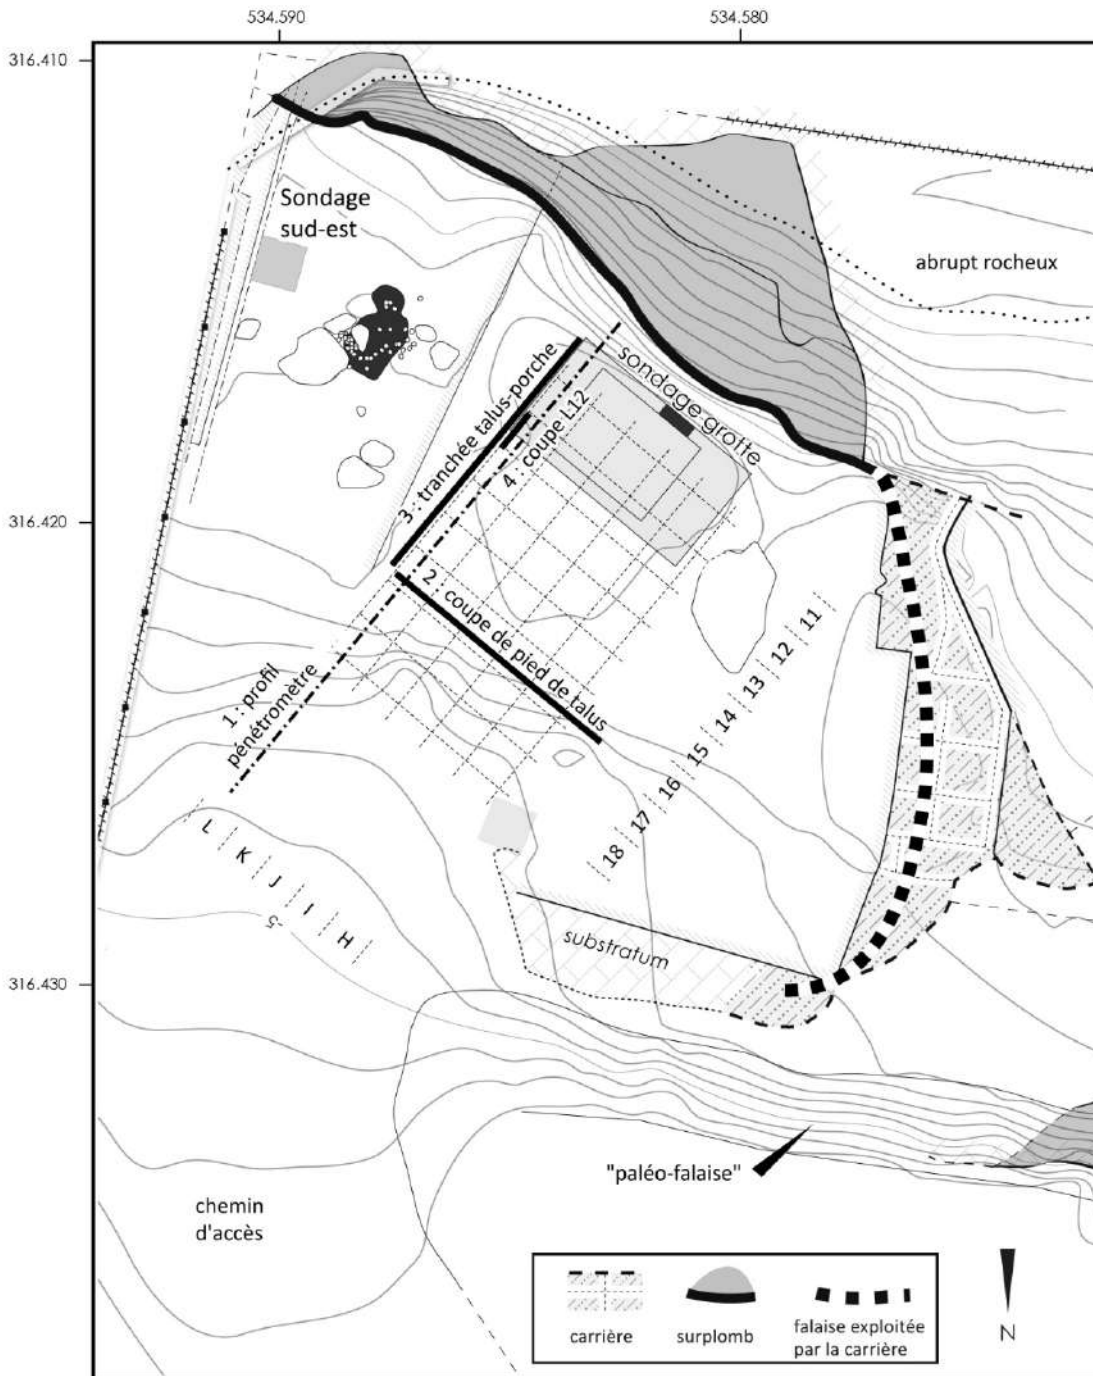 534.590
534.580
316.410
Sondage
sud-est
abrupt rocheux
sondage grotte
3 : tranchée talus-porche
4 : coupe L12
316.420
2 : coupe de pied de talus
1 : profil
pénétromètre
11
12
13
14
15
16
17
18
L
K
J
I
H
5
substratum
316.430
"paléo-falaise"
chemin
d'accès
carrière
surplomb
falaise exploitée
par la carrière
N